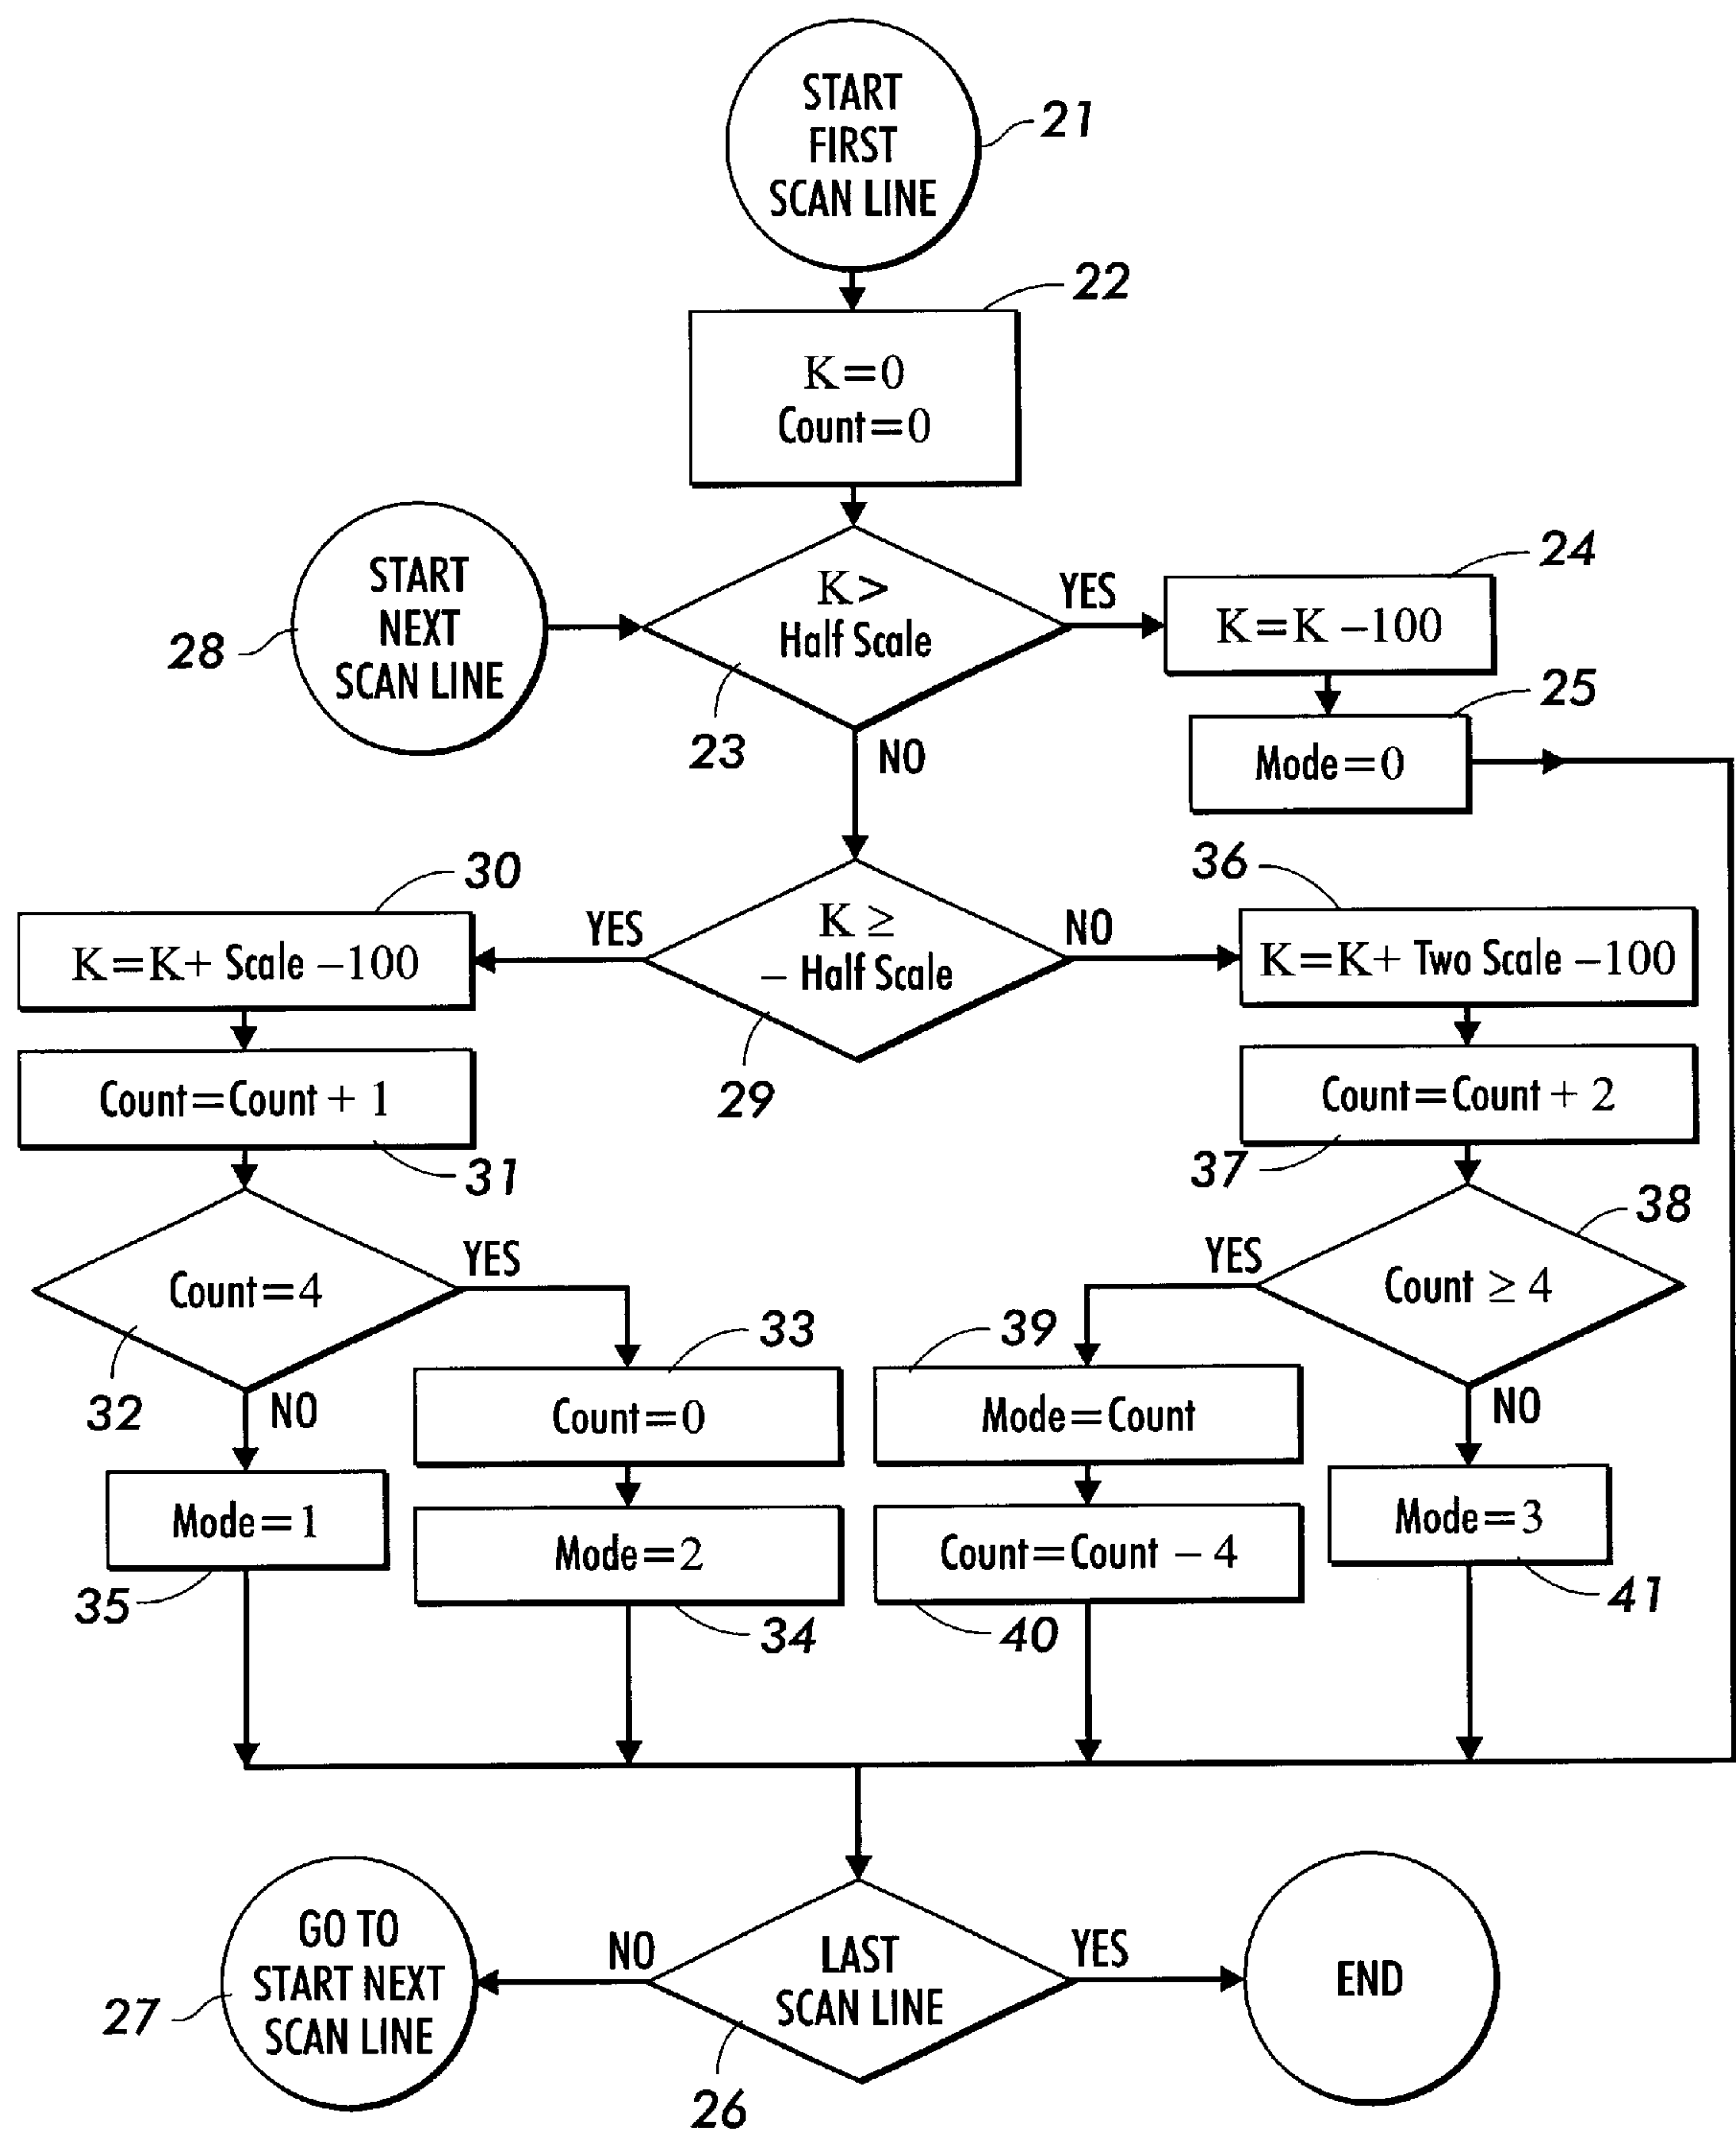 START
FIRST
SCAN LINE
21
22
K=0
Count=0
START
NEXT
SCAN LINE
28
K>
Half Scale
23
YES
NO
24
K=K −100
25
Mode=0
30
K=K+ Scale −100
YES
K ≥
− Half Scale
29
NO
36
K=K+ Two Scale −100
Count=Count + 1
31
Count=Count + 2
37
Count=4
32
YES
NO
38
Count ≥ 4
YES
NO
33
Count=0
39
Mode=Count
Mode=1
35
Mode=2
34
Count=Count − 4
40
Mode=3
41
GO TO
START NEXT
SCAN LINE
27
NO
LAST
SCAN LINE
26
YES
END